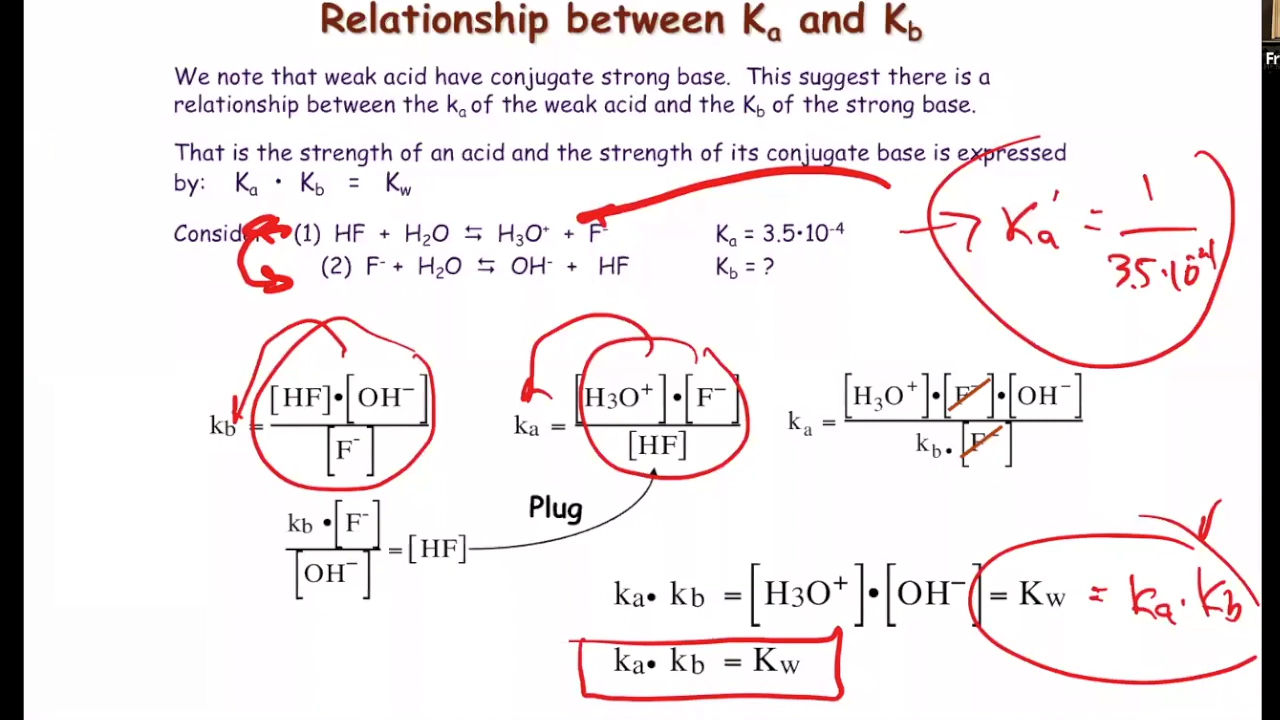 Relationship between Ka and Kb
Fr
We note that weak acid have conjugate strong base. This suggest there is a
relationship between the ka of the weak acid and the Kb of the strong base.
That is the strength of an acid and the strength of its conjugate base is expressed
by: Ka · Kb = Kw
(1) HF + H₂O ⇆ H₃O⁺ + F⁻ Ka = 3.5·10⁻⁴
(2) F⁻ + H₂O ⇆ OH⁻ + HF Kb = ?
→ Ka' = 1 / 3.5·10⁻⁴
kb = [HF]•[OH⁻] / [F⁻]
ka = [H₃O⁺]•[F⁻] / [HF]
ka = [H₃O⁺]•[F⁻]•[OH⁻] / kb•[F⁻]
Plug
kb•[F⁻] / [OH⁻] = [HF]
ka• kb = [H₃O⁺]•[OH⁻] = Kw = Ka·Kb
ka• kb = Kw